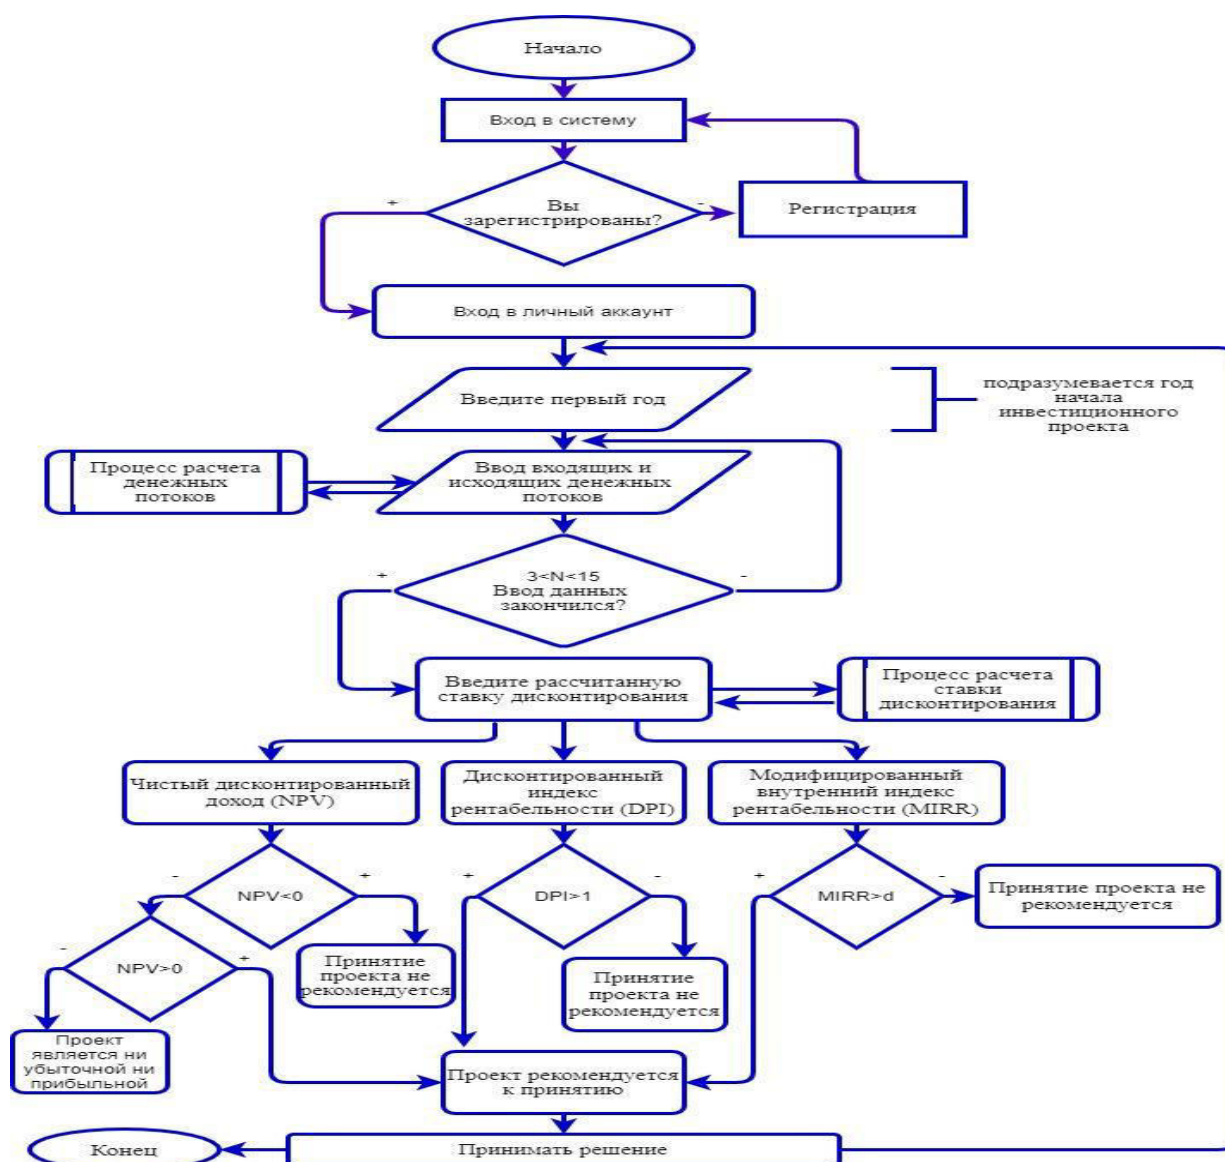 Начало
Вход в систему
+
Вы
зарегистрированы?
-
Регистрация
Вход в личный аккаунт
Введите первый год
подразумевается год
начала
инвестиционного
проекта
Процесс расчета
денежных
потоков
Ввод входящих и
исходящих денежных
потоков
+
3<N<15
Ввод данных
закончился?
-
Введите рассчитанную
ставку дисконтирования
Процесс расчета
ставки
дисконтирования
Чистый дисконтированный
доход (NPV)
Дисконтированный
индекс
рентабельности (DPI)
Модифицированный
внутренний индекс
рентабельности (MIRR)
-
NPV<0
+
+
DPI>1
-
+
MIRR>d
-
Принятие проекта не
рекомендуется
-
NPV>0
+
Принятие
проекта не
рекомендуется
Принятие
проекта не
рекомендуется
Проект
является ни
убыточной ни
прибыльной
Проект рекомендуется
к принятию
Конец
Принимать решение